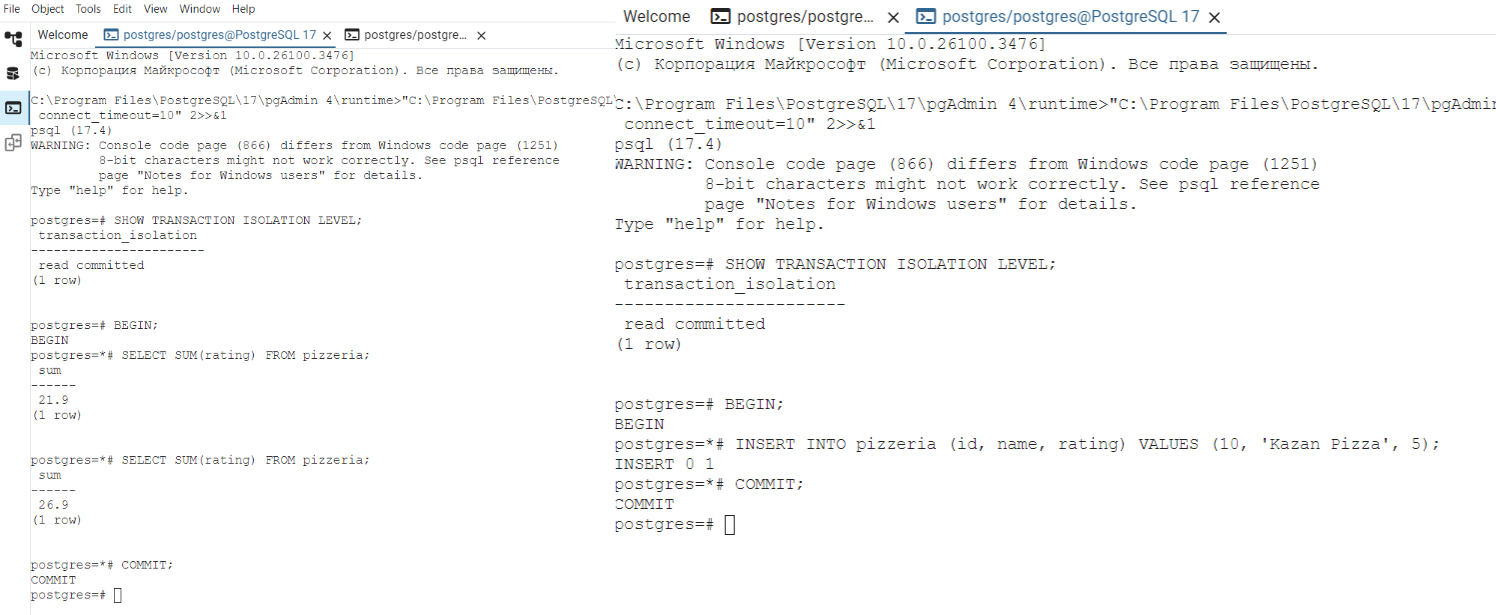 File Object Tools Edit View Window Help
Welcome postgres/postgres@PostgreSQL 17 postgres/postgre...
Microsoft Windows [Version 10.0.26100.3476]
(c) Корпорация Майкрософт (Microsoft Corporation). Все права защищены.
C:\Program Files\PostgreSQL\17\pgAdmin 4\runtime>"C:\Program Files\PostgreSQL\
connect_timeout=10" 2>>&1
psql (17.4)
WARNING: Console code page (866) differs from Windows code page (1251)
8-bit characters might not work correctly. See psql reference
page "Notes for Windows users" for details.
Type "help" for help.
postgres=# SHOW TRANSACTION ISOLATION LEVEL;
transaction_isolation
-----------------------
read committed
(1 row)
postgres=# BEGIN;
BEGIN
postgres=*# SELECT SUM(rating) FROM pizzeria;
sum
------
21.9
(1 row)
postgres=*# SELECT SUM(rating) FROM pizzeria;
sum
------
26.9
(1 row)
postgres=*# COMMIT;
COMMIT
postgres=#
Welcome postgres/postgre... postgres/postgres@PostgreSQL 17
Microsoft Windows [Version 10.0.26100.3476]
(c) Корпорация Майкрософт (Microsoft Corporation). Все права защищены.
C:\Program Files\PostgreSQL\17\pgAdmin 4\runtime>"C:\Program Files\PostgreSQL\17\pgAdmin
connect_timeout=10" 2>>&1
psql (17.4)
WARNING: Console code page (866) differs from Windows code page (1251)
8-bit characters might not work correctly. See psql reference
page "Notes for Windows users" for details.
Type "help" for help.
postgres=# SHOW TRANSACTION ISOLATION LEVEL;
transaction_isolation
-----------------------
read committed
(1 row)
postgres=# BEGIN;
BEGIN
postgres=*# INSERT INTO pizzeria (id, name, rating) VALUES (10, 'Kazan Pizza', 5);
INSERT 0 1
postgres=*# COMMIT;
COMMIT
postgres=#